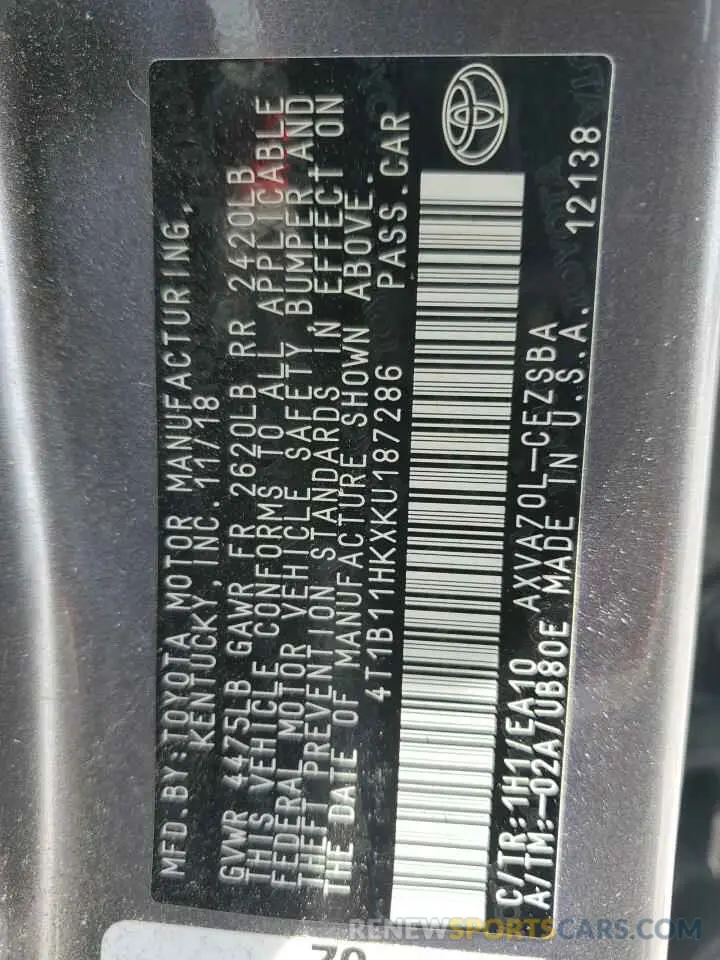 MFD.BY:TOYOTA MOTOR MANUFACTURING,
KENTUCKY, INC. 11/18
GVWR 4475LB GAWR FR 2620LB RR 2420LB
THIS VEHICLE CONFORMS TO ALL APPLICABLE
FEDERAL MOTOR VEHICLE SAFETY, BUMPER AND
THEFT PREVENTION STANDARDS IN EFFECT ON
THE DATE OF MANUFACTURE SHOWN ABOVE.
4T1B11HKXKU187286 PASS.CAR
C/TR:1H1/EA10 AXVA70L-CEZSBA
A/TM:-02A/UB80E MADE IN U.S.A. 12138
70
RENEWSPORTCARS.COM